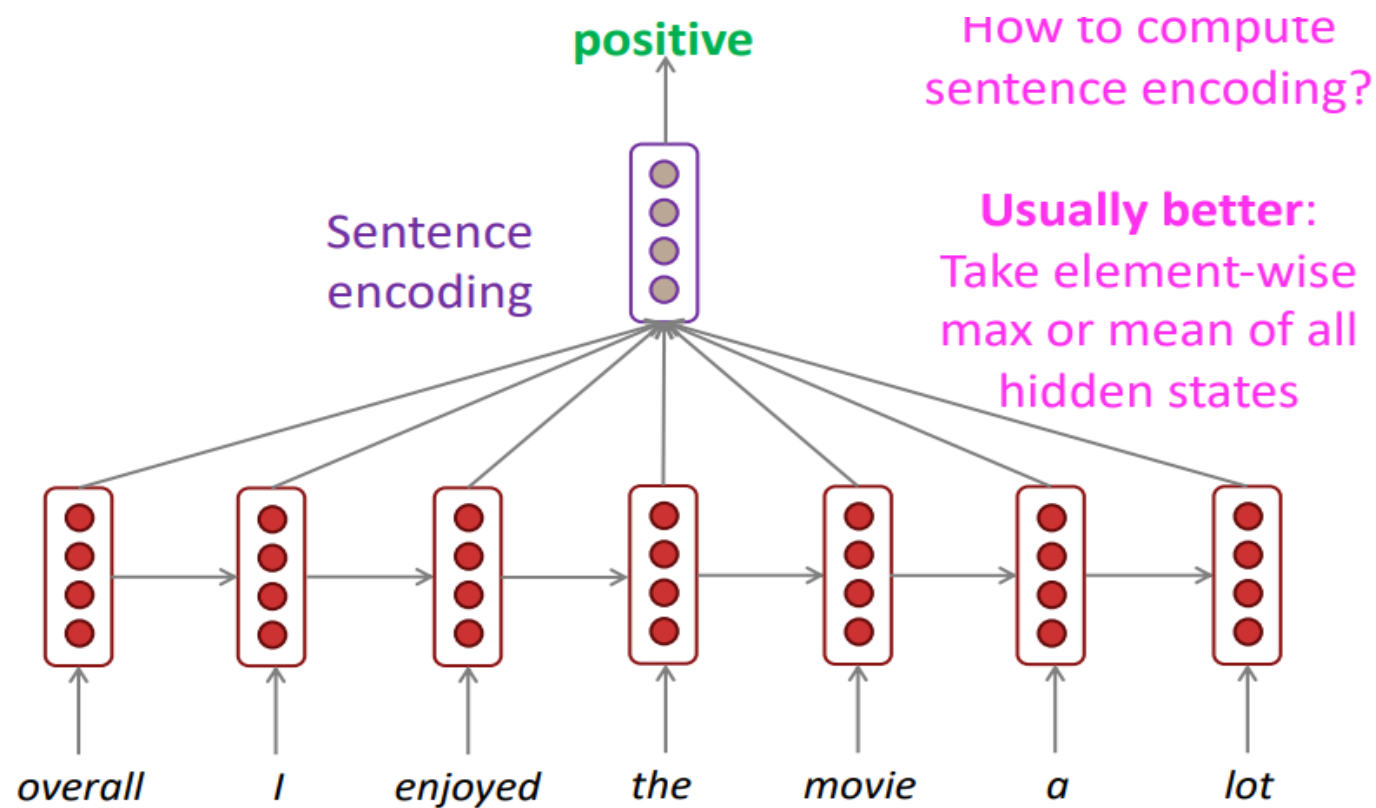 positive
How to compute
sentence encoding?
Usually better:
Take element-wise
max or mean of all
hidden states
Sentence
encoding
overall I enjoyed the movie a lot